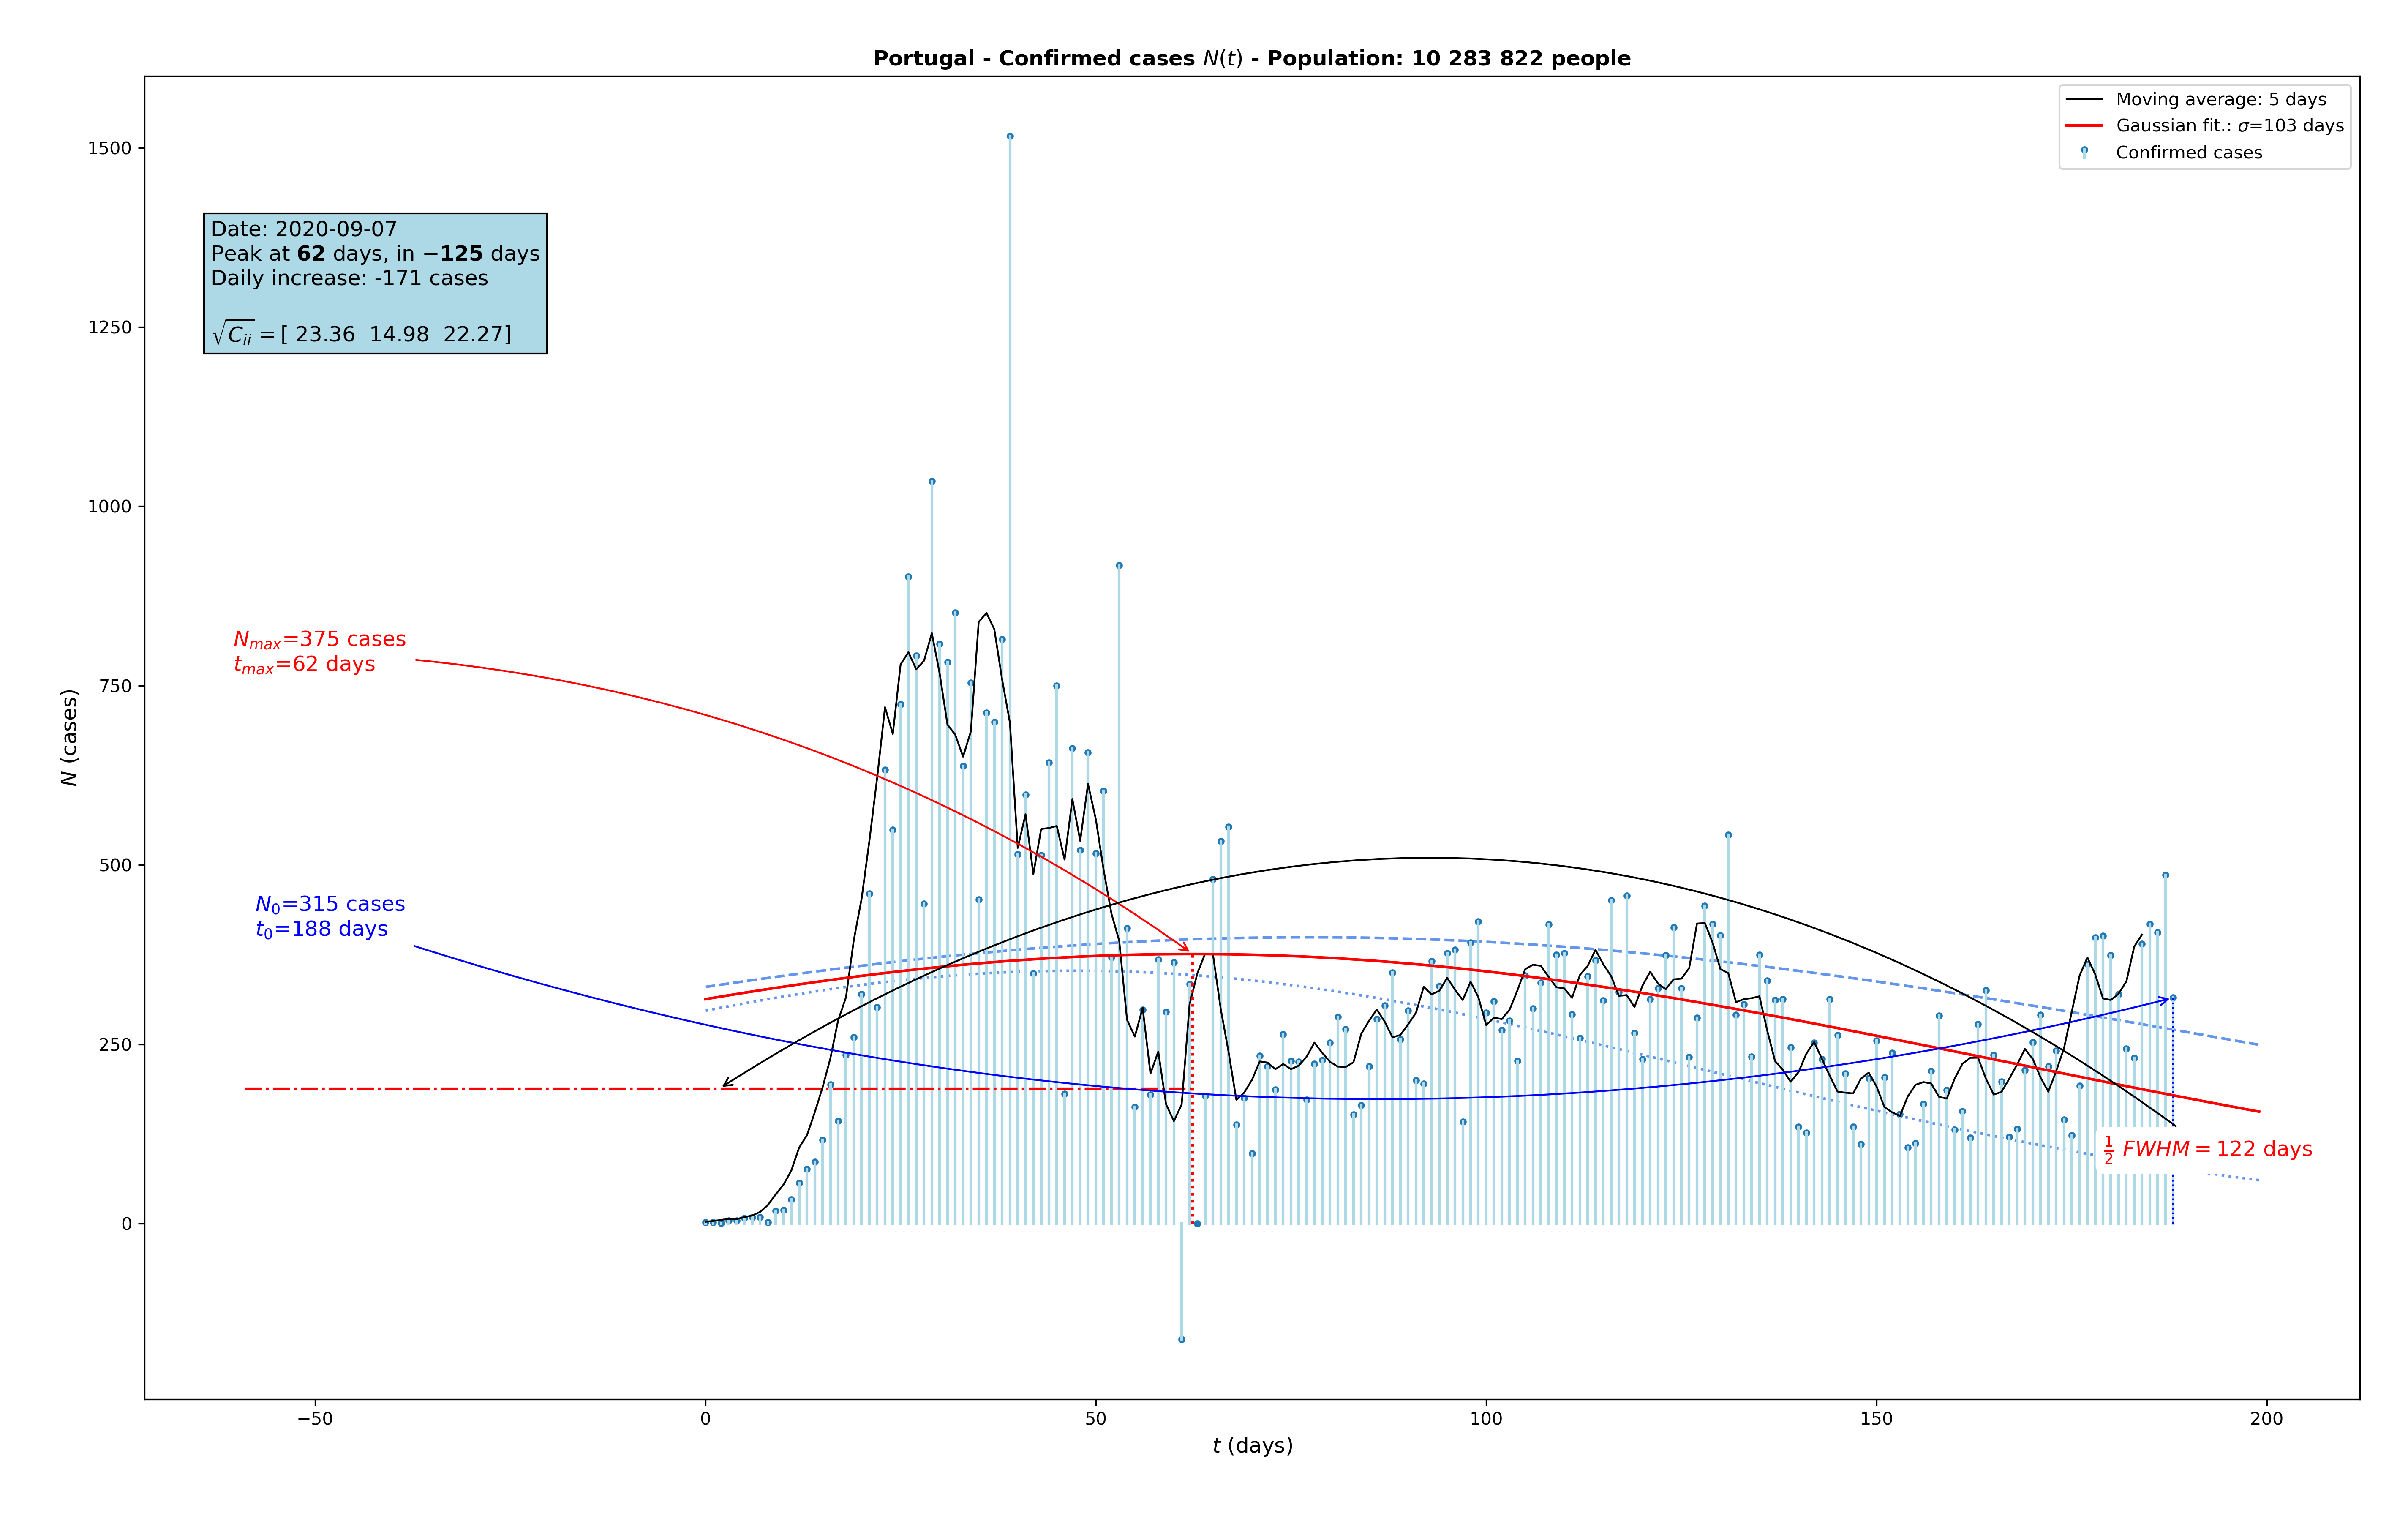 Portugal - Confirmed cases N(t) - Population: 10 283 822 people
Moving average: 5 days
Gaussian fit.: σ=103 days
Confirmed cases
Date: 2020-09-07
Peak at 62 days, in −125 days
Daily increase: -171 cases
√C_ii = [ 23.36 14.98 22.27]
N_max=375 cases
t_max=62 days
N_0=315 cases
t_0=188 days
½ FWHM = 122 days
N (cases)
1500
1250
1000
750
500
250
0
−50 0 50 100 150 200
t (days)